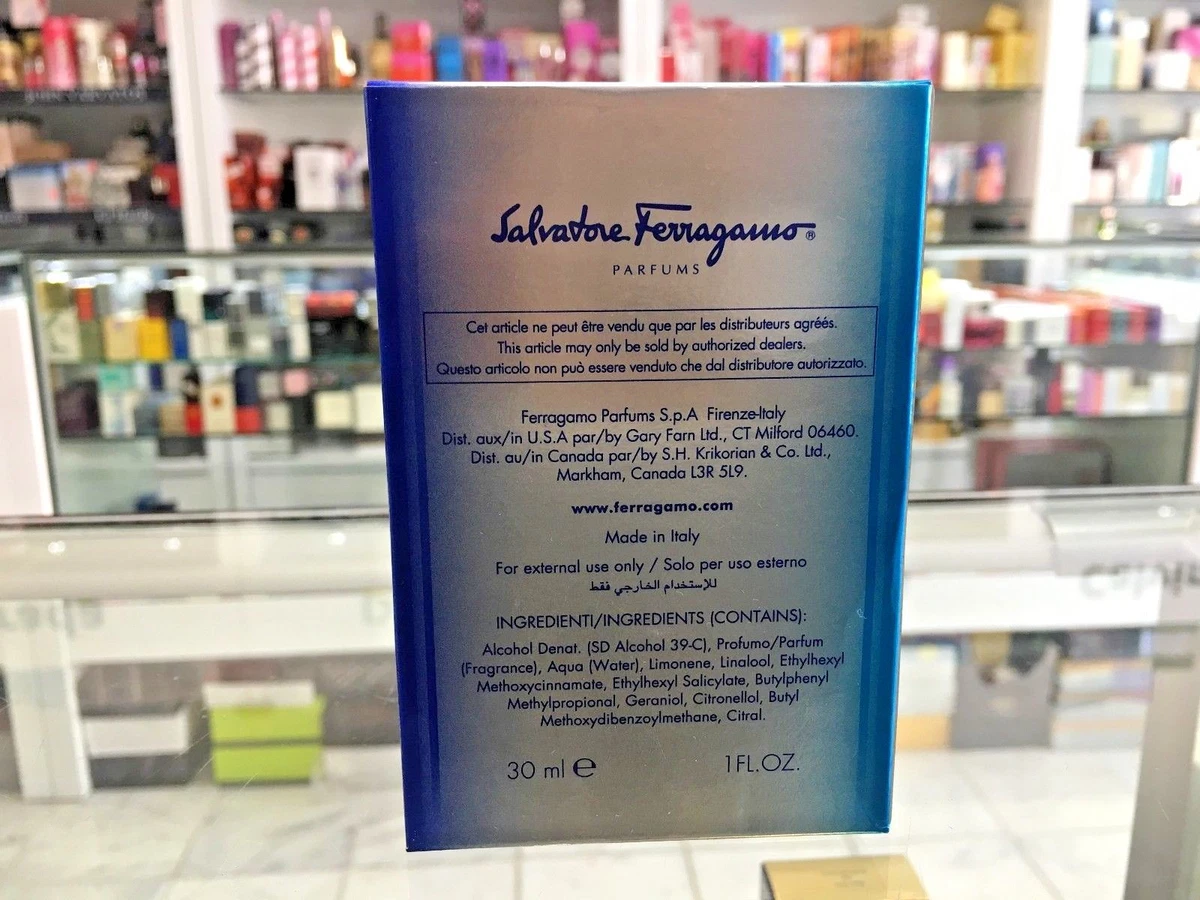 Salvatore Ferragamo®
PARFUMS
Cet article ne peut être vendu que par les distributeurs agréés.
This article may only be sold by authorized dealers.
Questo articolo non può essere venduto che dal distributore autorizzato.
Ferragamo Parfums S.p.A Firenze-Italy
Dist. aux/in U.S.A par/by Gary Farn Ltd., CT Milford 06460.
Dist. au/in Canada par/by S.H. Krikorian & Co. Ltd.,
Markham, Canada L3R 5L9.
www.ferragamo.com
Made in Italy
For external use only / Solo per uso esterno
للإستخدام الخارجي فقط
INGREDIENTI/INGREDIENTS (CONTAINS):
Alcohol Denat. (SD Alcohol 39-C), Profumo/Parfum
(Fragrance), Aqua (Water), Limonene, Linalool, Ethylhexyl
Methoxycinnamate, Ethylhexyl Salicylate, Butylphenyl
Methylpropional, Geraniol, Citronellol, Butyl
Methoxydibenzoylmethane, Citral.
30 ml e 1FL.OZ.